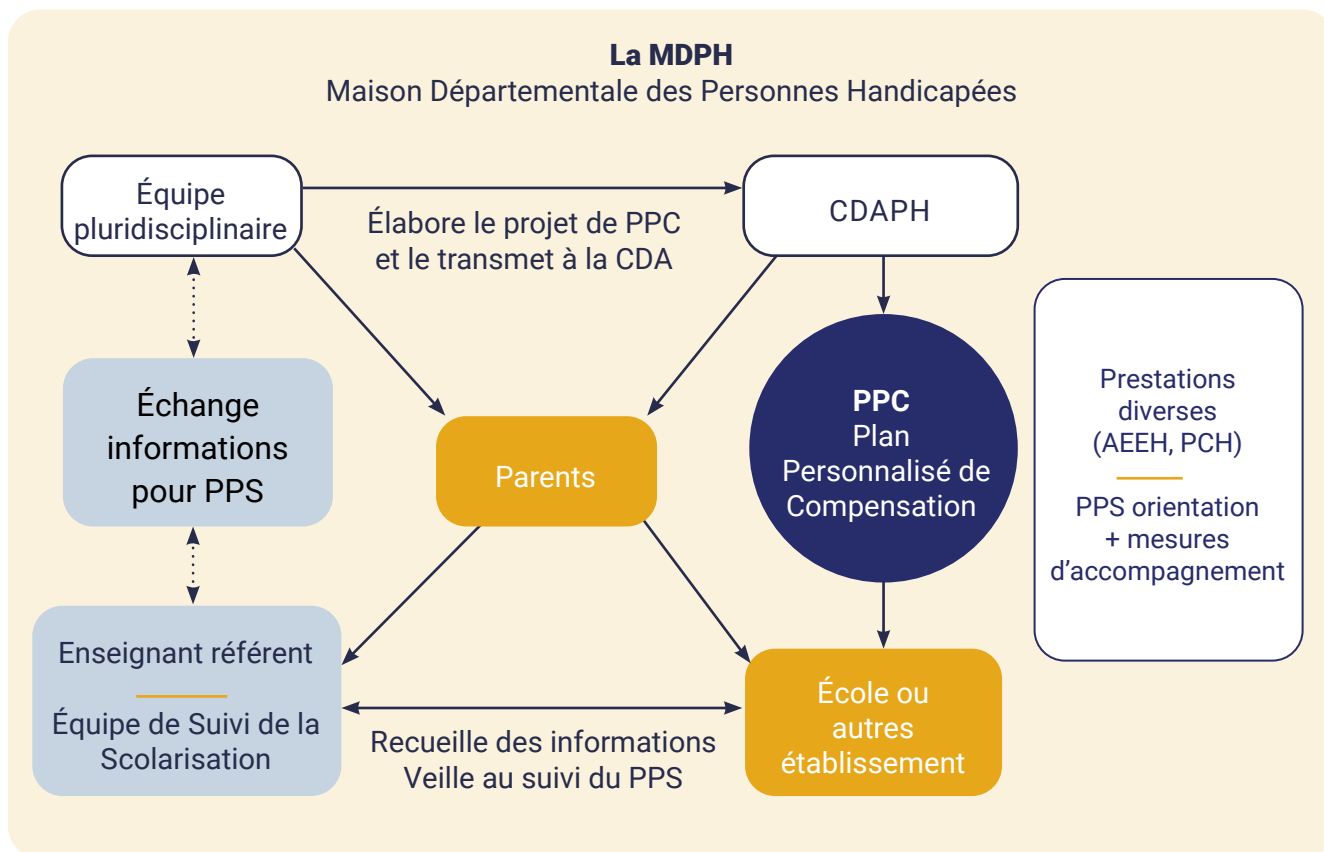 La MDPH
Maison Départementale des Personnes Handicapées
Équipe
pluridisciplinaire
Élabore le projet de PPC
et le transmet à la CDA
CDAPH
Échange
informations
pour PPS
Parents
PPC
Plan
Personnalisé de
Compensation
Prestations
diverses
(AEEH, PCH)
PPS orientation
+ mesures
d’accompagnement
Enseignant référent
Équipe de Suivi de la
Scolarisation
Recueille des informations
Veille au suivi du PPS
École ou
autres
établissement